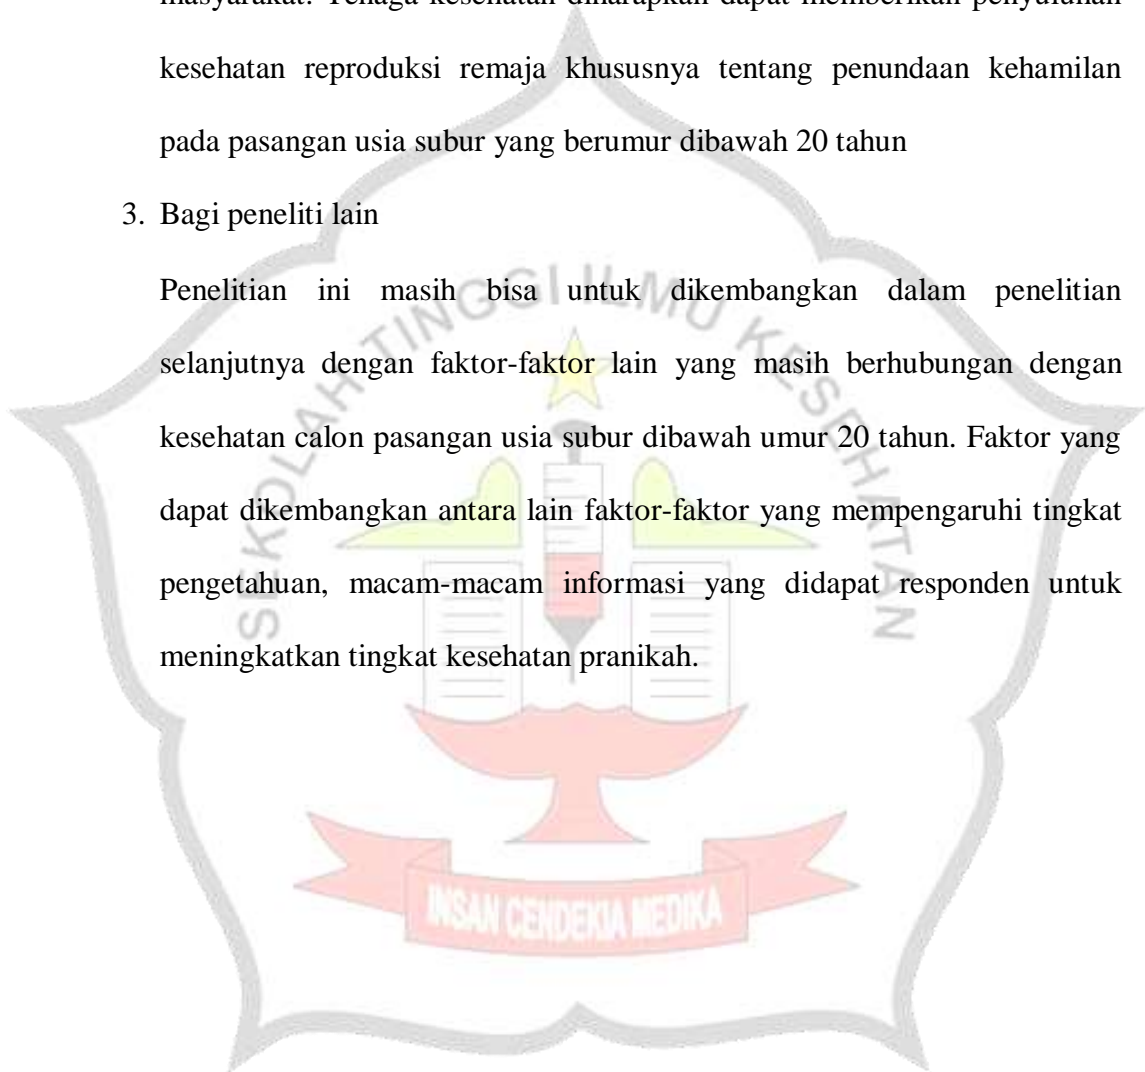 masyarakat. Tenaga kesehatan diharapkan dapat memberikan penyuluhan
kesehatan reproduksi remaja khususnya tentang penundaan kehamilan
pada pasangan usia subur yang berumur dibawah 20 tahun
3. Bagi peneliti lain
Penelitian ini masih bisa untuk dikembangkan dalam penelitian
selanjutnya dengan faktor-faktor lain yang masih berhubungan dengan
kesehatan calon pasangan usia subur dibawah umur 20 tahun. Faktor yang
dapat dikembangkan antara lain faktor-faktor yang mempengaruhi tingkat
pengetahuan, macam-macam informasi yang didapat responden untuk
meningkatkan tingkat kesehatan pranikah.
SEKOLAH TINGGI ILMU KESEHATAN
INSAN CENDEKIA MEDIKA